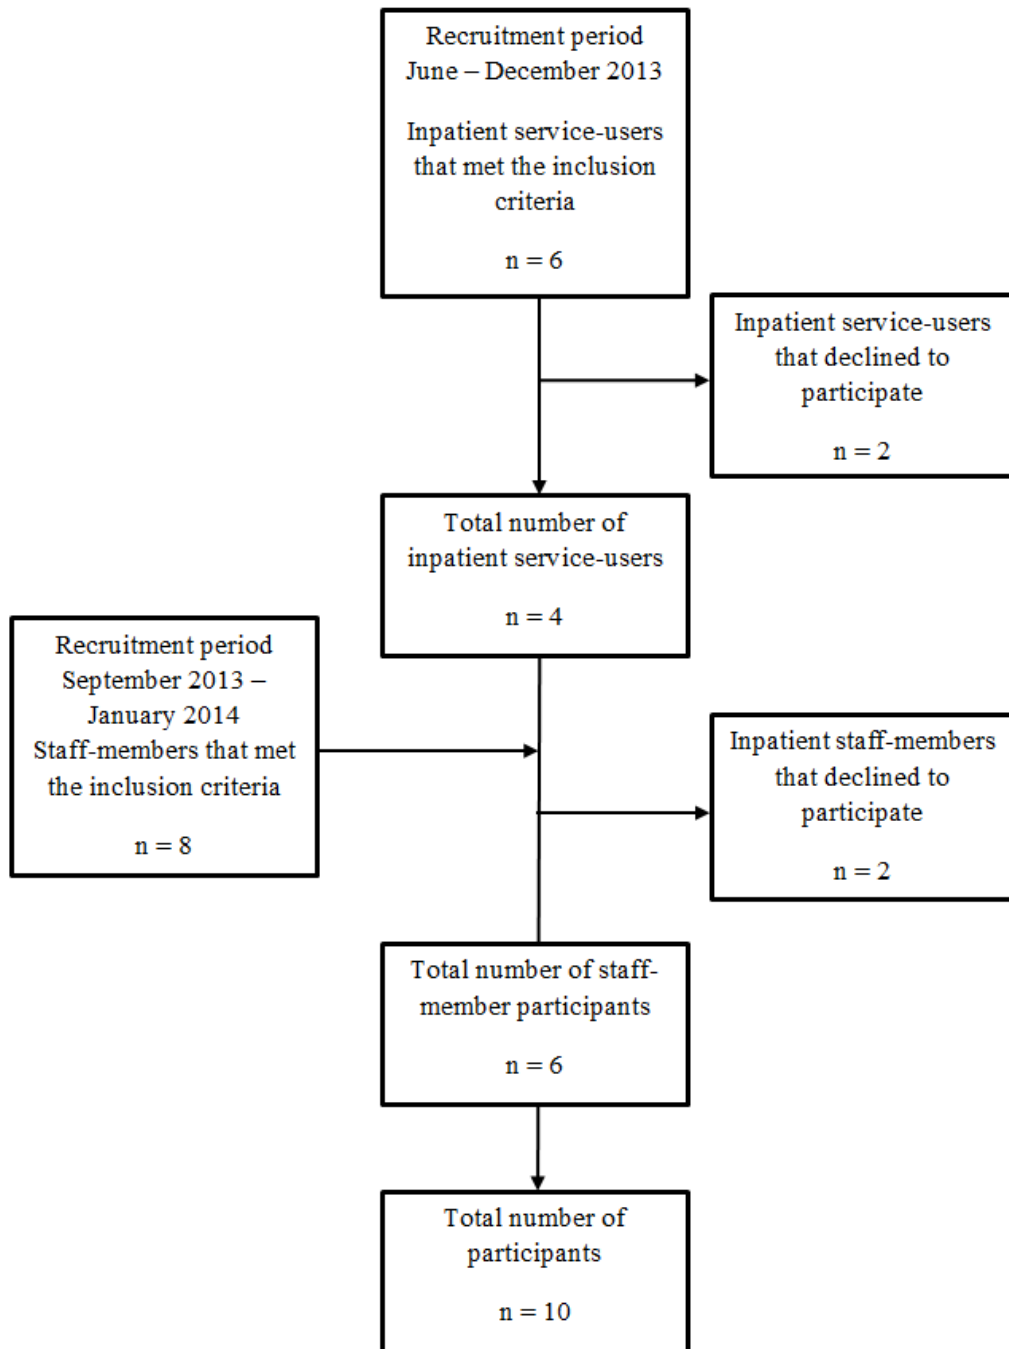 Recruitment period
June – December 2013
Inpatient service-users
that met the inclusion
criteria
n = 6
Inpatient service-users
that declined to
participate
n = 2
Total number of
inpatient service-users
n = 4
Recruitment period
September 2013 –
January 2014
Staff-members that met
the inclusion criteria
n = 8
Inpatient staff-members
that declined to
participate
n = 2
Total number of staff-
member participants
n = 6
Total number of
participants
n = 10